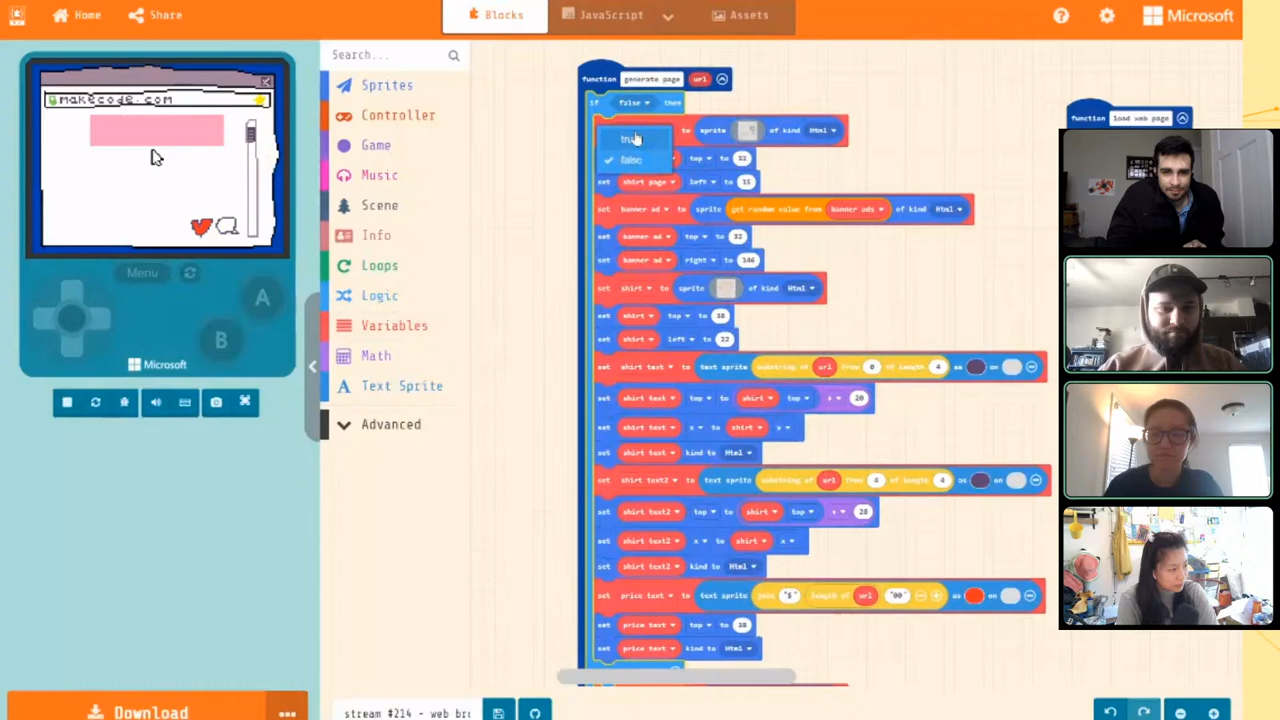 Home Share Blocks JavaScript Assets Microsoft
makecode.com
Menu
A
B
Microsoft
Download
Search...
Sprites
Controller
Game
Music
Scene
Info
Loops
Logic
Variables
Math
Text Sprite
Advanced
function generate page url
if false then
true
false
to sprite of kind Html
top to 32
set shirt page left to 15
set banner ad to sprite get random value from banner ads of kind Html
set banner ad top to 32
set banner ad right to 146
set shirt to sprite of kind Html
set shirt top to 38
set shirt left to 22
set shirt text to text sprite substring of url from 0 of length 4 as on
set shirt text top to shirt top + 20
set shirt text x to shirt x
set shirt text kind to Html
set shirt text2 to text sprite substring of url from 4 of length 4 as on
set shirt text2 top to shirt top + 28
set shirt text2 x to shirt x
set shirt text2 kind to Html
set price text to text sprite join "$" length of url "00" as on
set price text top to 38
set price text kind to Html
function load web page
stream #214 - web bro